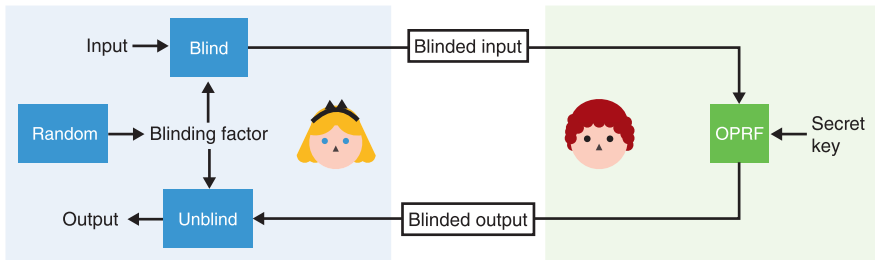 Input
Blind
Blinded input
Random
Blinding factor
OPRF
Secret
key
Output
Unblind
Blinded output